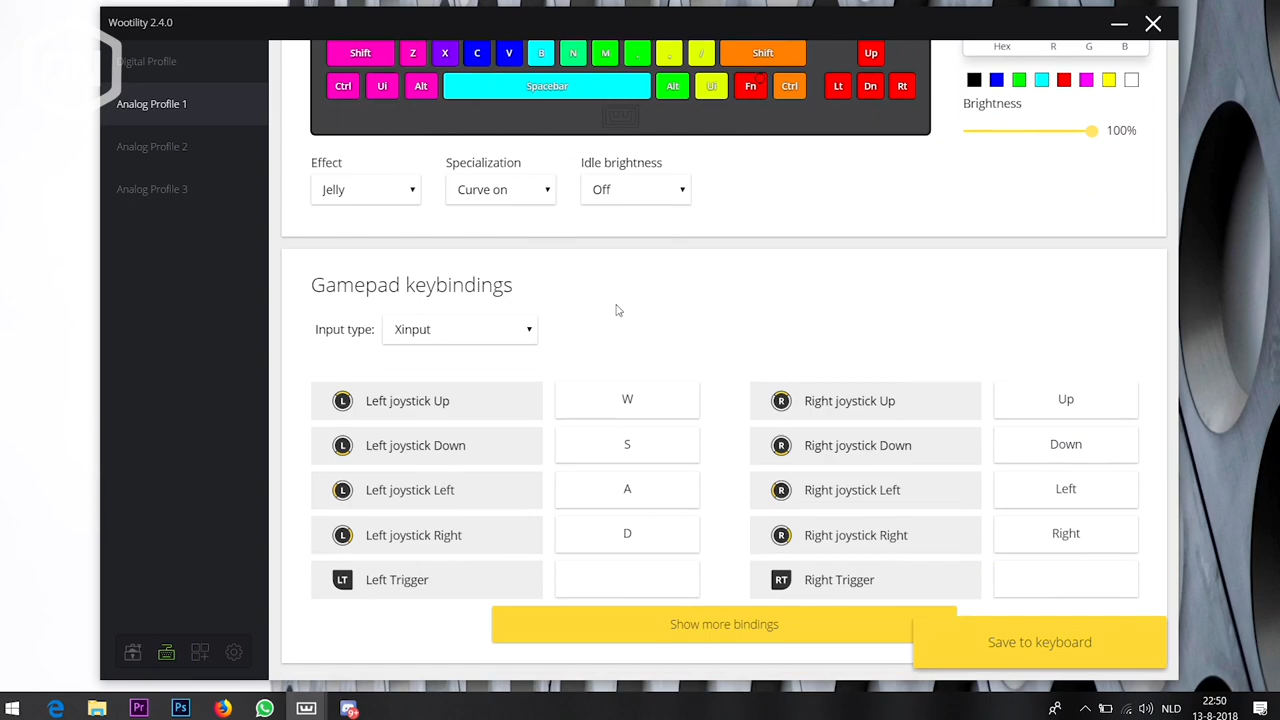 Wootility 2.4.0
Digital Profile
Analog Profile 1
Analog Profile 2
Analog Profile 3
Shift Z X C V B N M , . / Shift Up
Ctrl Ui Alt Spacebar Alt Ui Fn Ctrl Lt Dn Rt
Hex R G B
Brightness
100%
Effect Specialization Idle brightness
Jelly Curve on Off
Gamepad keybindings
Input type: Xinput
L Left joystick Up W R Right joystick Up Up
L Left joystick Down S R Right joystick Down Down
L Left joystick Left A R Right joystick Left Left
L Left joystick Right D R Right joystick Right Right
LT Left Trigger RT Right Trigger
Show more bindings
Save to keyboard
Pr Ps NLD 22:50
13-8-2018